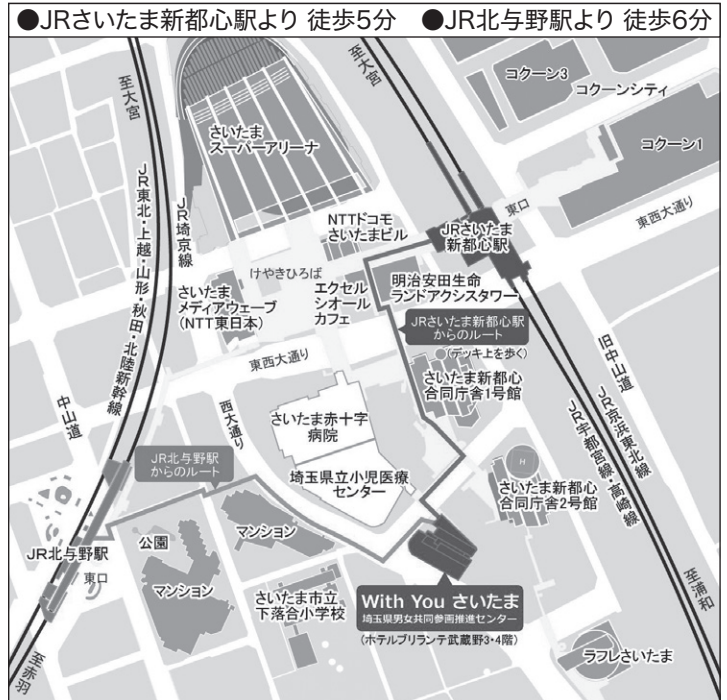 ●JRさいたま新都心駅より 徒歩5分　●JR北与野駅より 徒歩6分
至大宮
至大宮
コクーン3
コクーンシティ
コクーン1
さいたま
スーパーアリーナ
JR東北・上越・山形・秋田・北陸新幹線
JR埼京線
NTTドコモ
さいたまビル
JRさいたま
新都心駅
東口
東西大通り
けやきひろば
さいたま
メディアウェーブ
(NTT東日本)
エクセル
シオール
カフェ
明治安田生命
ランドアクシスタワー
JRさいたま新都心駅
からのルート
(デッキ上を歩く)
東西大通り
旧中山道
中山道
西大通り
さいたま新都心
合同庁舎1号館
さいたま赤十字
病院
JR京浜東北線
JR宇都宮線・高崎線
JR北与野駅
からのルート
埼玉県立小児医療
センター
H
さいたま新都心
合同庁舎2号館
JR北与野駅
東口
公園
マンション
マンション
さいたま市立
下落合小学校
With You さいたま
埼玉県男女共同参画推進センター
(ホテルブリランテ武蔵野3・4階)
至浦和
ラフレさいたま
至赤羽